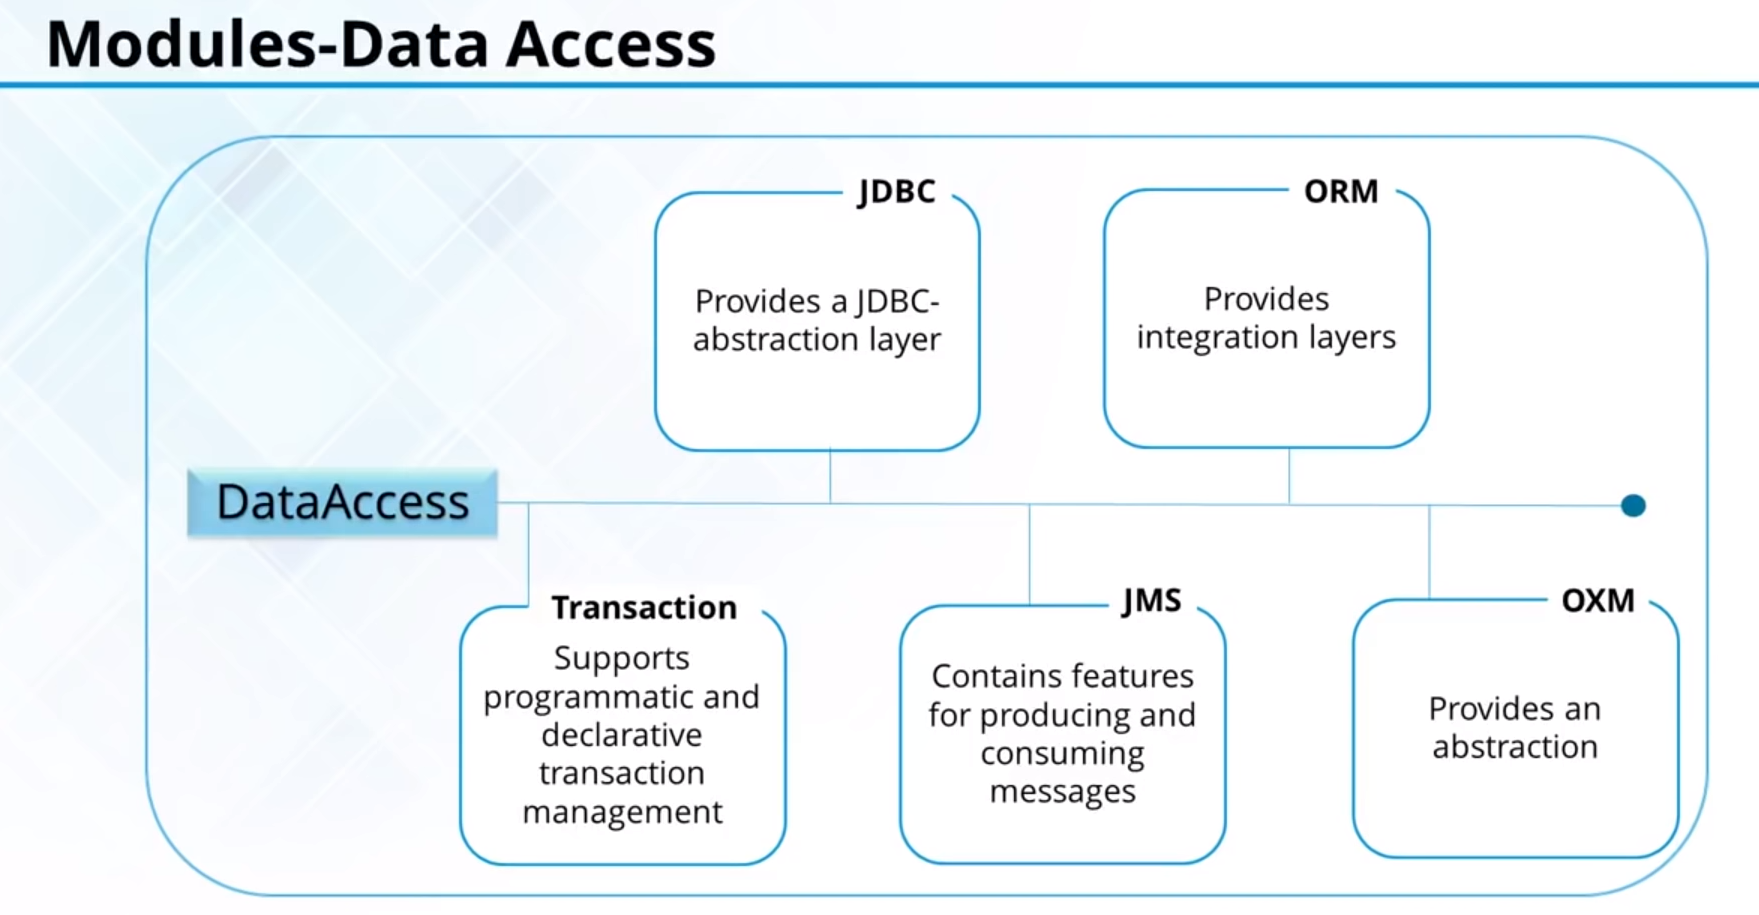 Modules-Data Access
JDBC
Provides a JDBC-
abstraction layer
ORM
Provides
integration layers
DataAccess
Transaction
Supports
programmatic and
declarative
transaction
management
JMS
Contains features
for producing and
consuming
messages
OXM
Provides an
abstraction